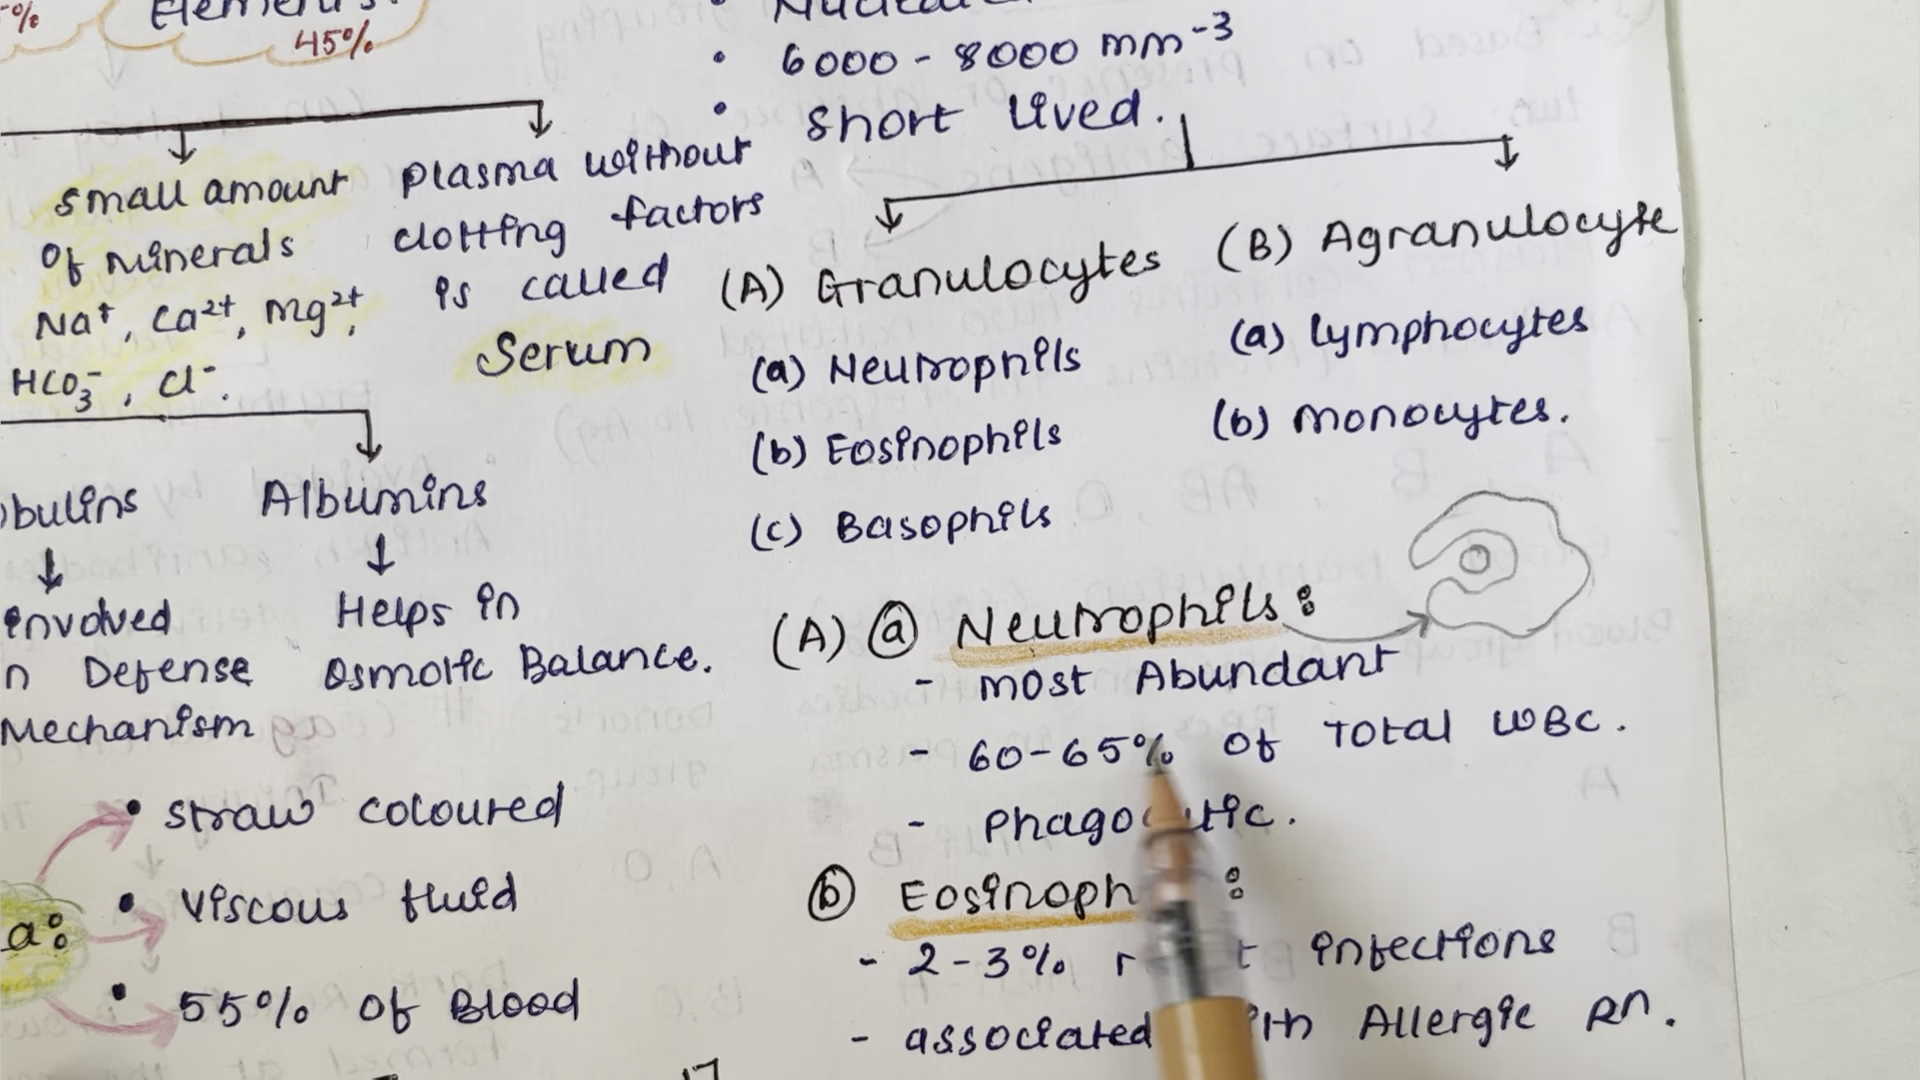 45%
6000 - 8000 mm-3
short lived.
small amount
of minerals
Na+, Ca2+, Mg2+,
HCO3-, Cl-.
plasma without
clotting factors
is called
Serum
(A) Granulocytes
(a) Neutrophils
(b) Eosinophils
(c) Basophils
(B) Agranulocyte
(a) lymphocytes
(b) monocytes.
Albumins
involved
Defense
Mechanism
Helps in
Osmotic Balance.
straw coloured
viscous fluid
55% of Blood
(A) (a) Neutrophils:
- most Abundant
- 60-65% of Total WBC.
- phagocytic.
(b)
- 2-3% infections
- associated Allergic Rn.